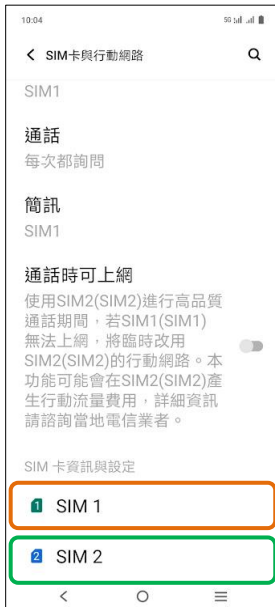 10:04
5G
SIM卡與行動網路
SIM1
通話
每次都詢問
簡訊
SIM1
通話時可上網
使用SIM2(SIM2)進行高品質
通話期間，若SIM1(SIM1)
無法上網，將臨時改用
SIM2(SIM2)的行動網路。本
功能可能會在SIM2(SIM2)產
生行動流量費用，詳細資訊
請諮詢當地電信業者。
SIM 卡資訊與設定
1 SIM 1
2 SIM 2